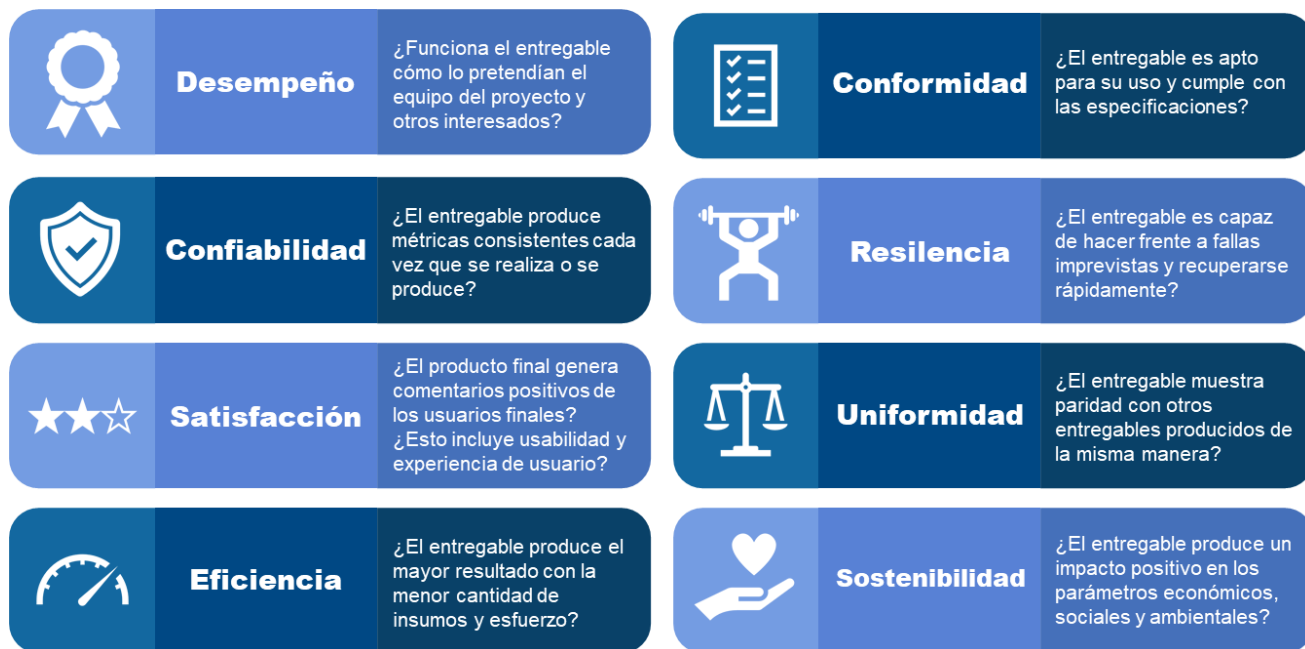 Desempeño
¿Funciona el entregable
cómo lo pretendían el
equipo del proyecto y
otros interesados?
Conformidad
¿El entregable es apto
para su uso y cumple con
las especificaciones?
Confiabilidad
¿El entregable produce
métricas consistentes cada
vez que se realiza o se
produce?
Resilencia
¿El entregable es capaz
de hacer frente a fallas
imprevistas y recuperarse
rápidamente?
Satisfacción
¿El producto final genera
comentarios positivos de
los usuarios finales?
¿Esto incluye usabilidad y
experiencia de usuario?
Uniformidad
¿El entregable muestra
paridad con otros
entregables producidos de
la misma manera?
Eficiencia
¿El entregable produce el
mayor resultado con la
menor cantidad de
insumos y esfuerzo?
Sostenibilidad
¿El entregable produce un
impacto positivo en los
parámetros económicos,
sociales y ambientales?